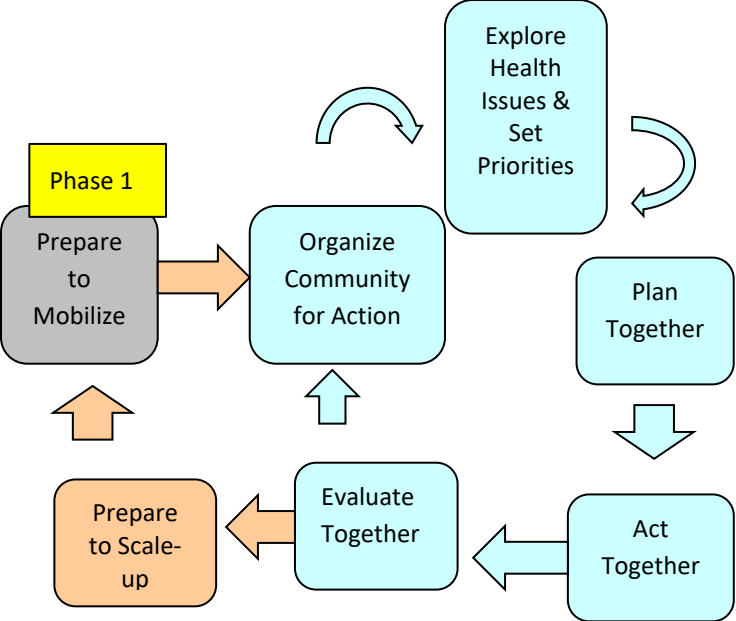 Explore
Health
Issues &
Set
Priorities
Phase 1
Prepare
to
Mobilize
Organize
Community
for Action
Plan
Together
Prepare
to Scale-
up
Evaluate
Together
Act
Together